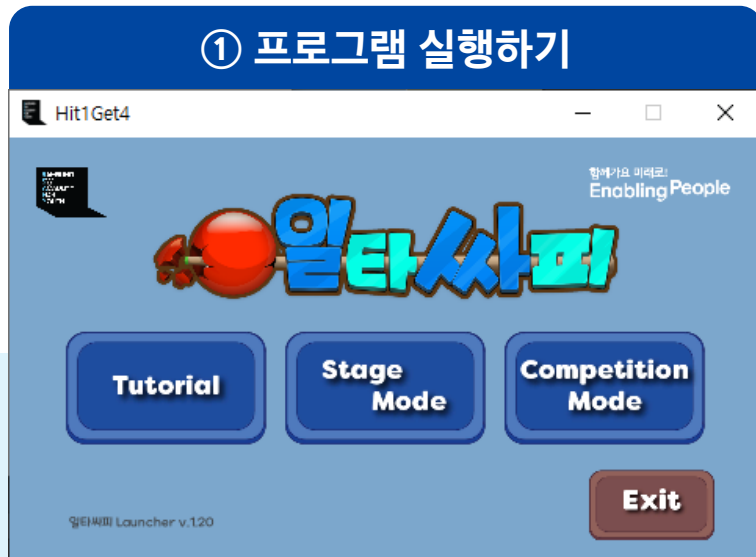 ① 프로그램 실행하기
Hit1Get4
함께가요 미래로!
Enabling People
일타싸피
Tutorial
Stage
Mode
Competition
Mode
Exit
일타싸피 Launcher v.1.20